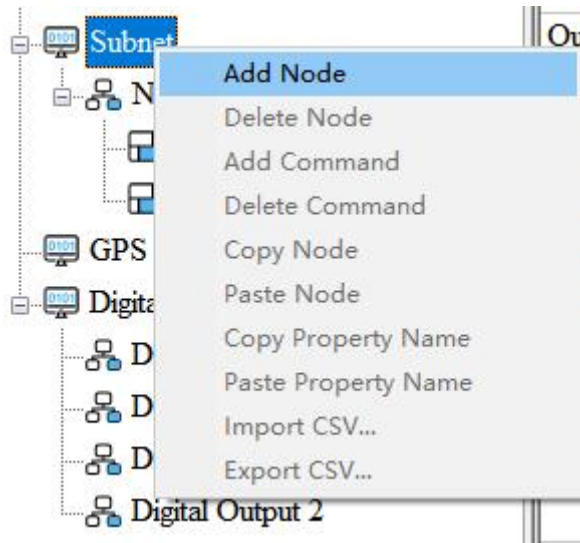 Subnet
Add Node
Delete Node
Add Command
Delete Command
GPS
Copy Node
Paste Node
Copy Property Name
Paste Property Name
Import CSV...
Export CSV...
Digital Output 2